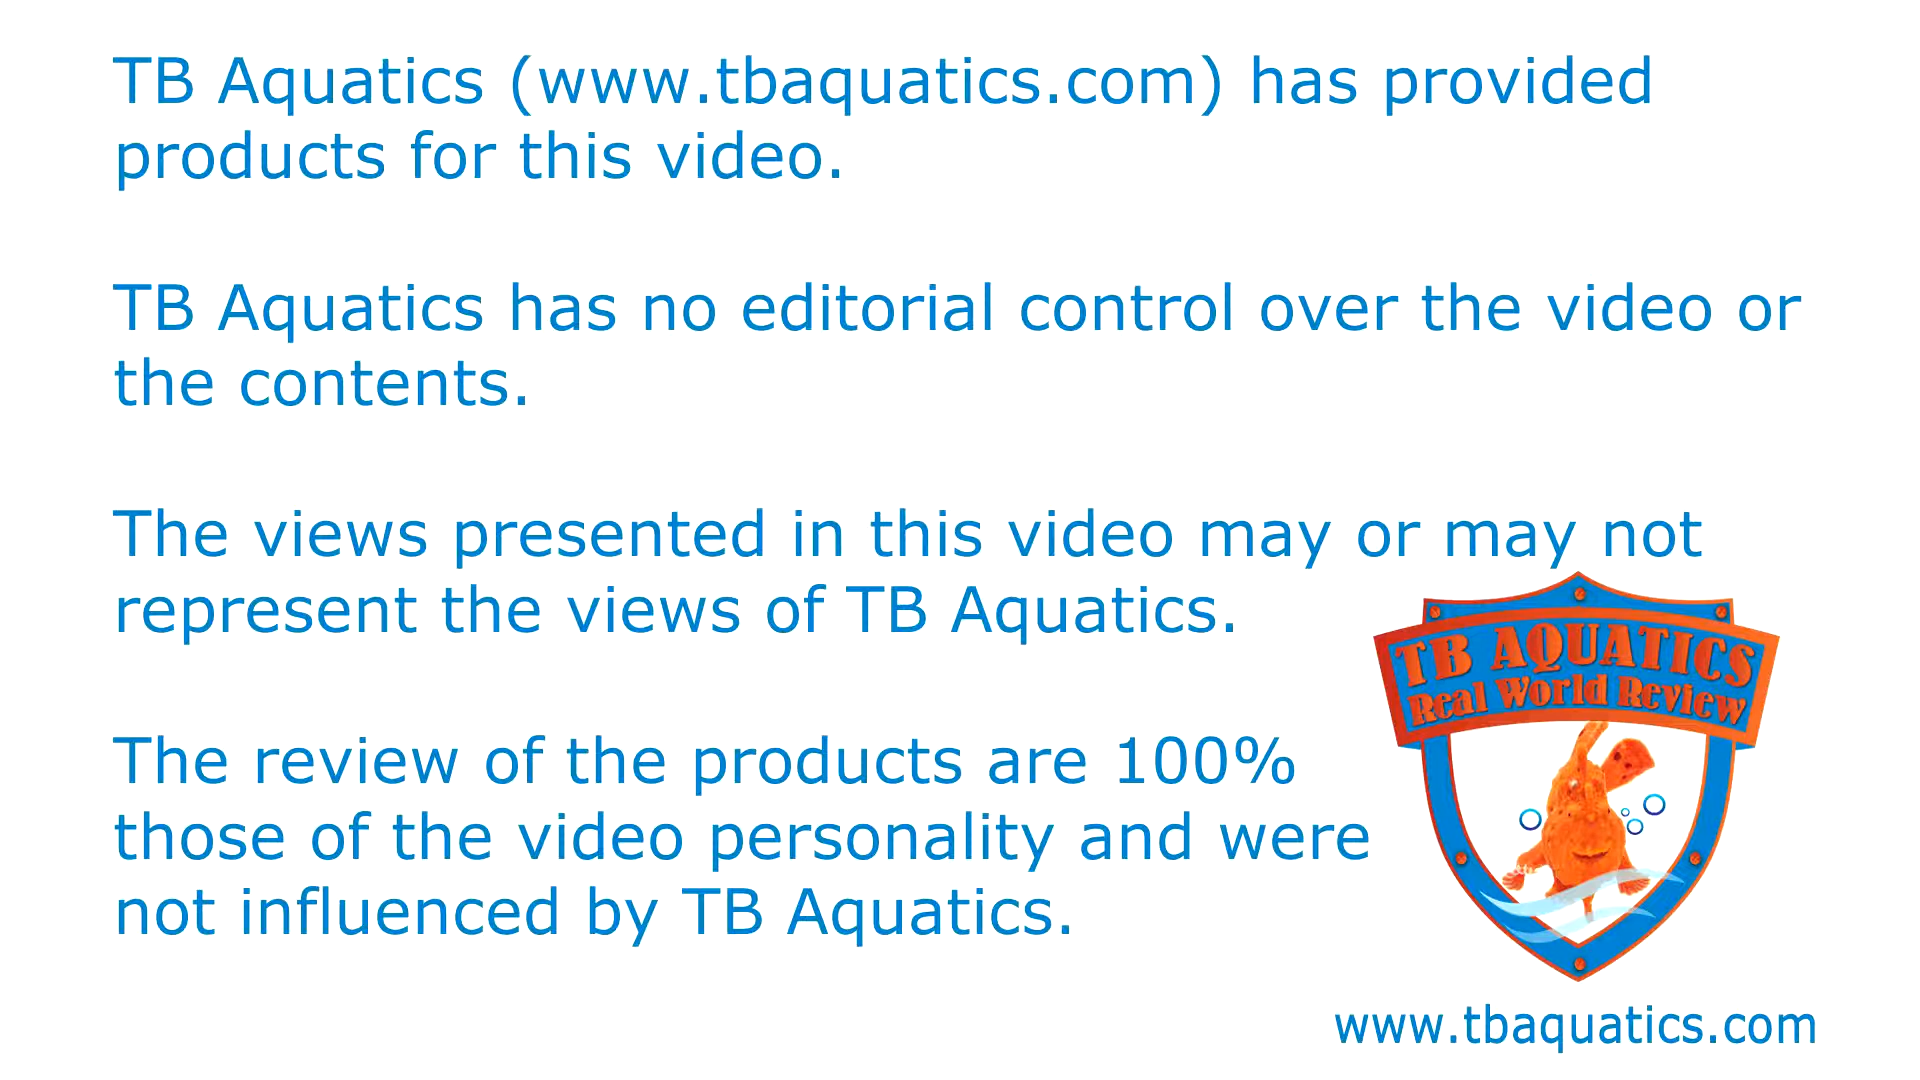 TB Aquatics (www.tbaquatics.com) has provided
products for this video.
TB Aquatics has no editorial control over the video or
the contents.
The views presented in this video may or may not
represent the views of TB Aquatics.
The review of the products are 100%
those of the video personality and were
not influenced by TB Aquatics.
TB AQUATICS
Real World Review
www.tbaquatics.com